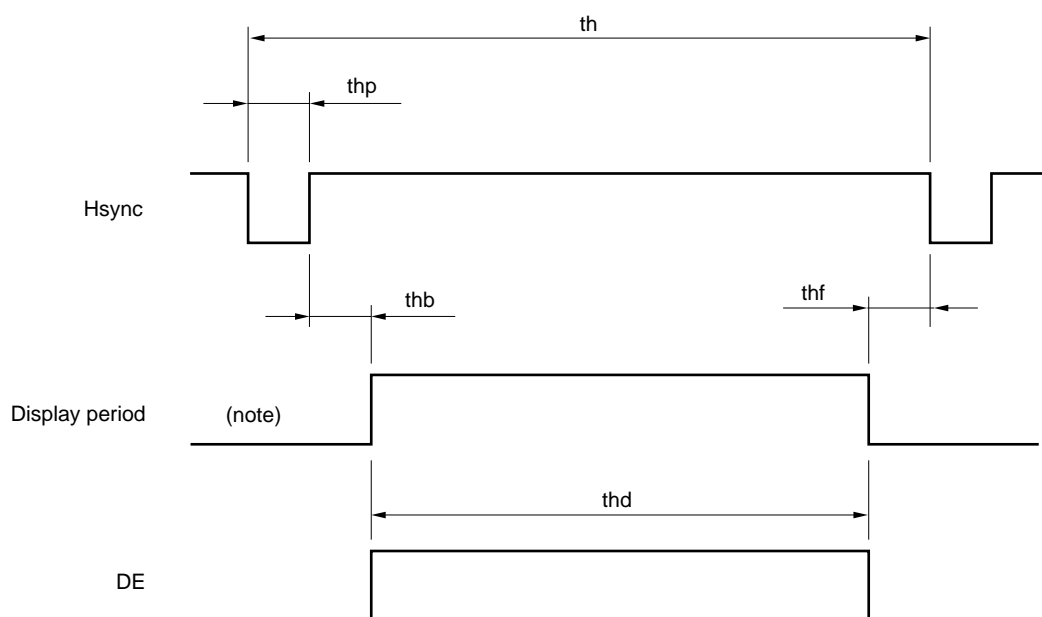 th
thp
Hsync
thb
thf
Display period
(note)
thd
DE